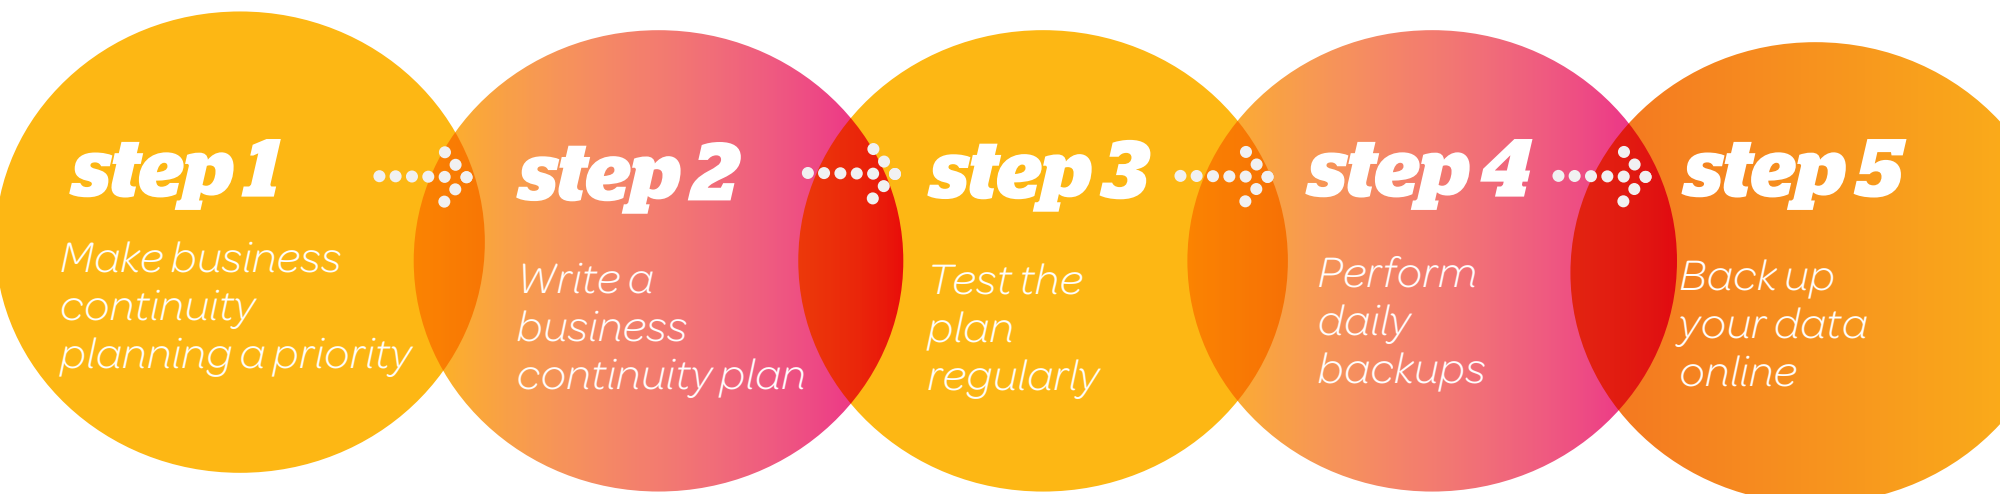 step 1
Make business
continuity
planning a priority
step 2
Write a
business
continuity plan
step 3
Test the
plan
regularly
step 4
Perform
daily
backups
step 5
Back up
your data
online